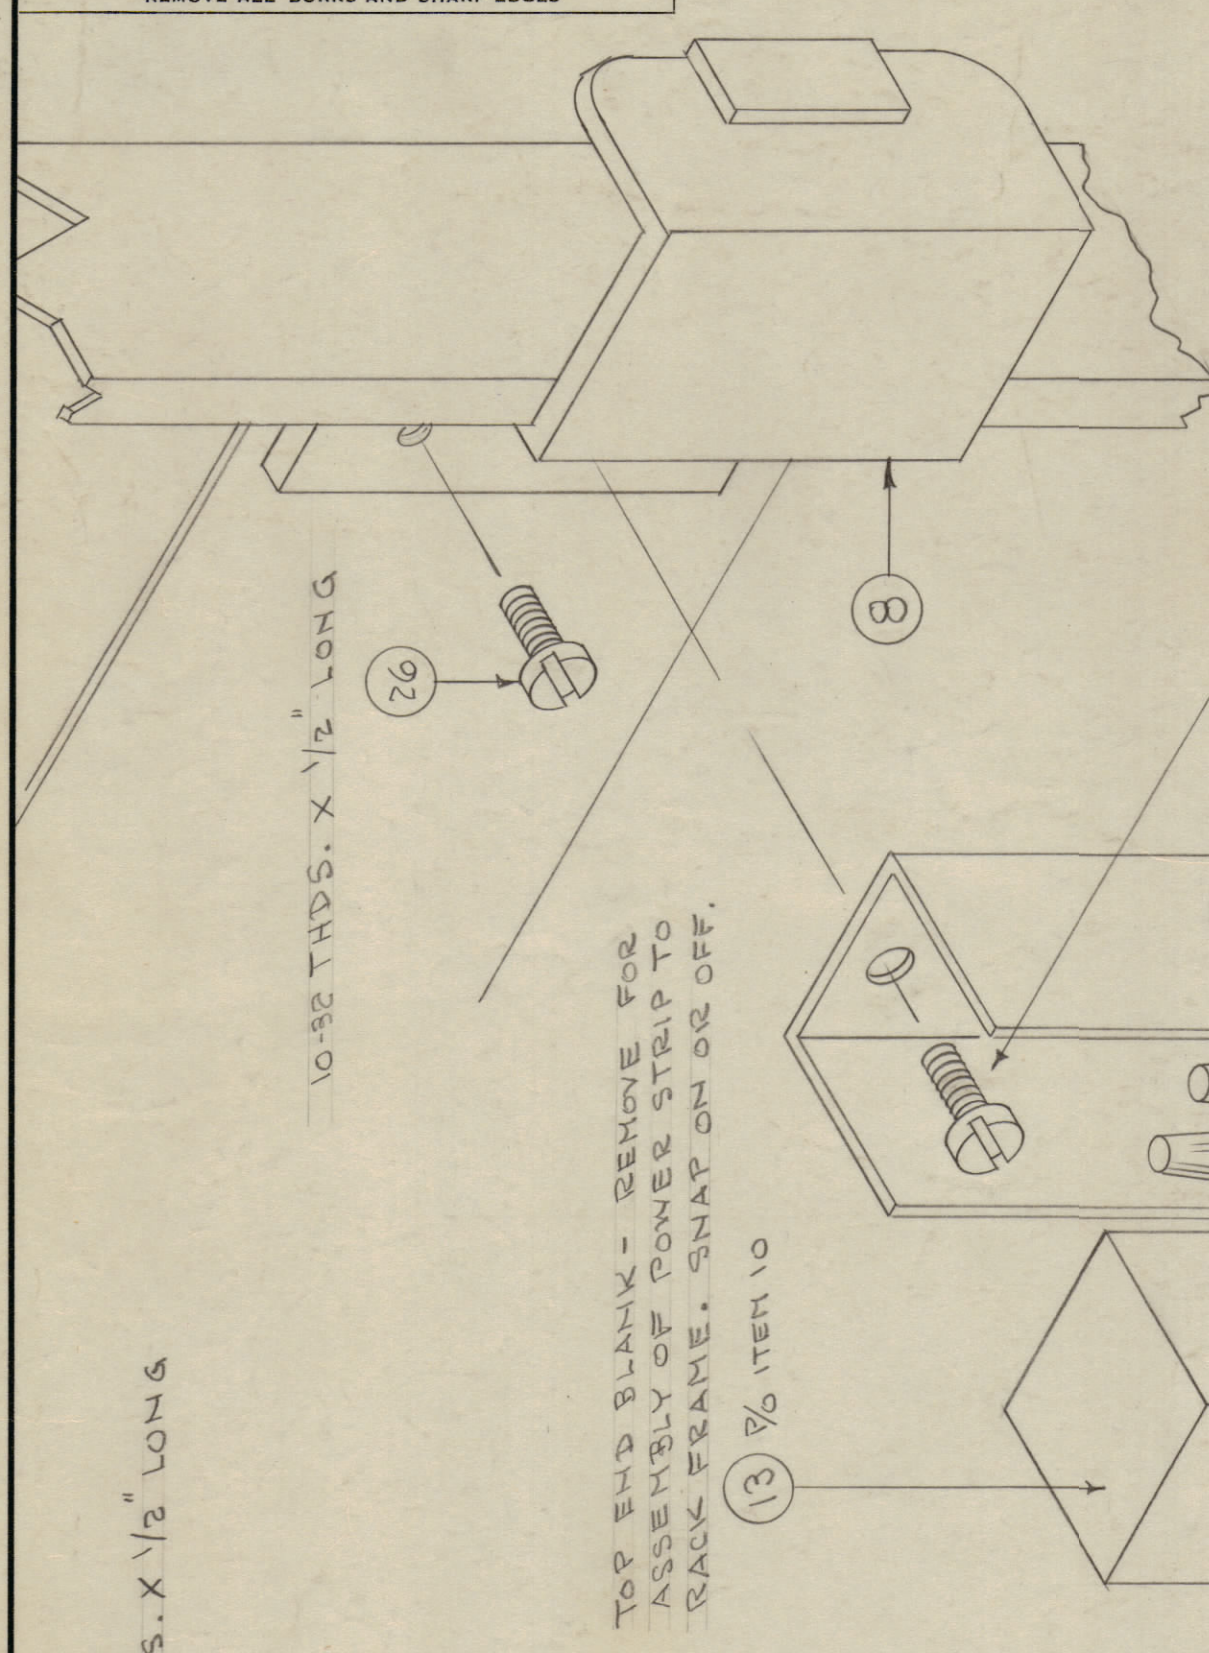 REMOVE ALL BURRS AND SHARP EDGES
S. X 1/2" LONG
10-32 THDS. X 1/2" LONG
26
8
TOP END BLANK - REMOVE FOR
ASSEMBLY OF POWER STRIP TO
RACK FRAME. SNAP ON OR OFF.
13 P/O ITEM 10